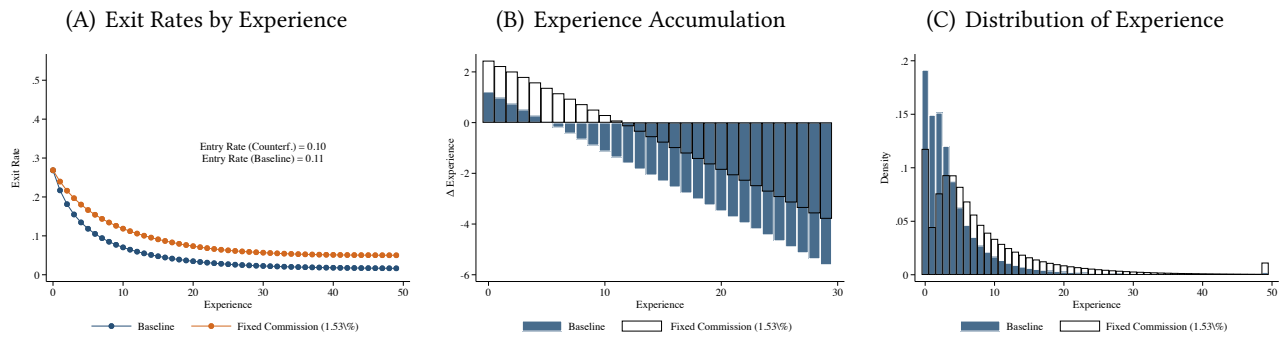 (A) Exit Rates by Experience
.5
.4
.3
.2
.1
0
Exit Rate
Entry Rate (Counterf.) = 0.10
Entry Rate (Baseline) = 0.11
0 10 20 30 40 50
Experience
Baseline Fixed Commission (1.53\%)
(B) Experience Accumulation
2
0
-2
-4
-6
Δ Experience
0 10 20 30
Experience
Baseline Fixed Commission (1.53\%)
(C) Distribution of Experience
.2
.15
.1
.05
0
Density
0 10 20 30 40 50
Experience
Baseline Fixed Commission (1.53\%)